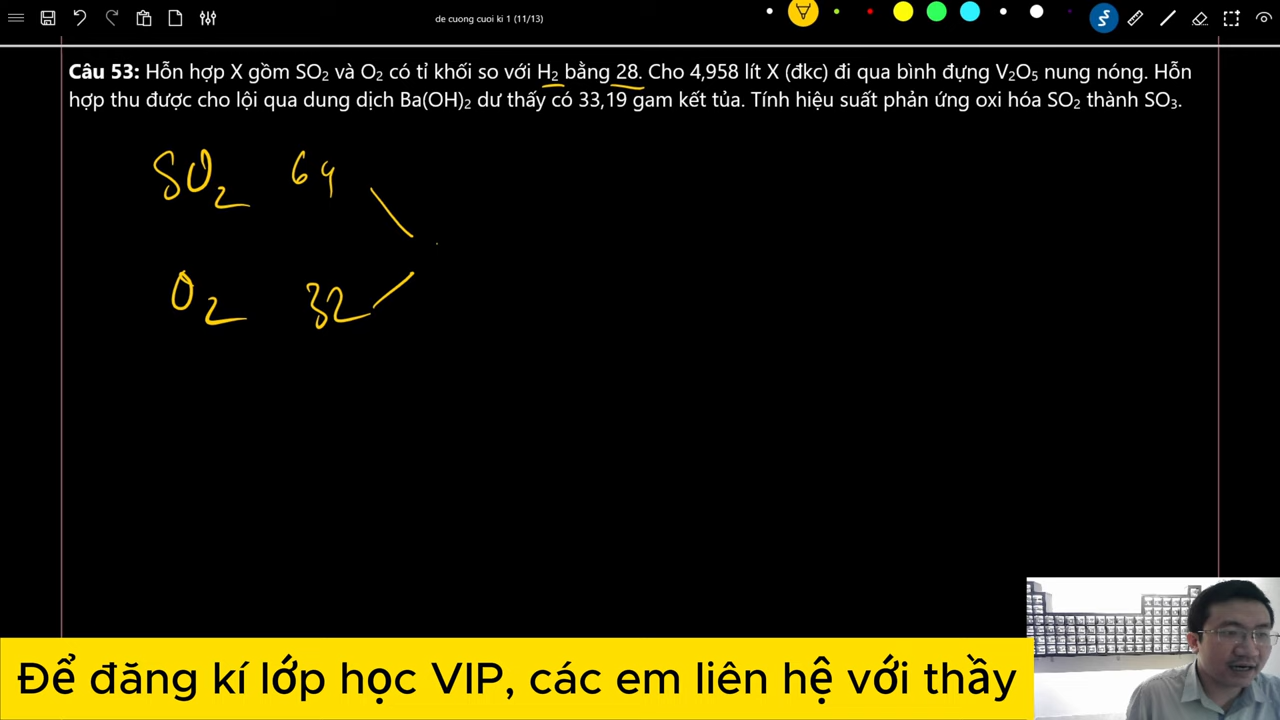 de cuong cuoi ki 1 (11/13)
Câu 53: Hỗn hợp X gồm SO₂ và O₂ có tỉ khối so với H₂ bằng 28. Cho 4,958 lít X (đkc) đi qua bình đựng V₂O₅ nung nóng. Hỗn
hợp thu được cho lội qua dung dịch Ba(OH)₂ dư thấy có 33,19 gam kết tủa. Tính hiệu suất phản ứng oxi hóa SO₂ thành SO₃.
SO₂ 64
O₂ 32
Để đăng kí lớp học VIP, các em liên hệ với thầy